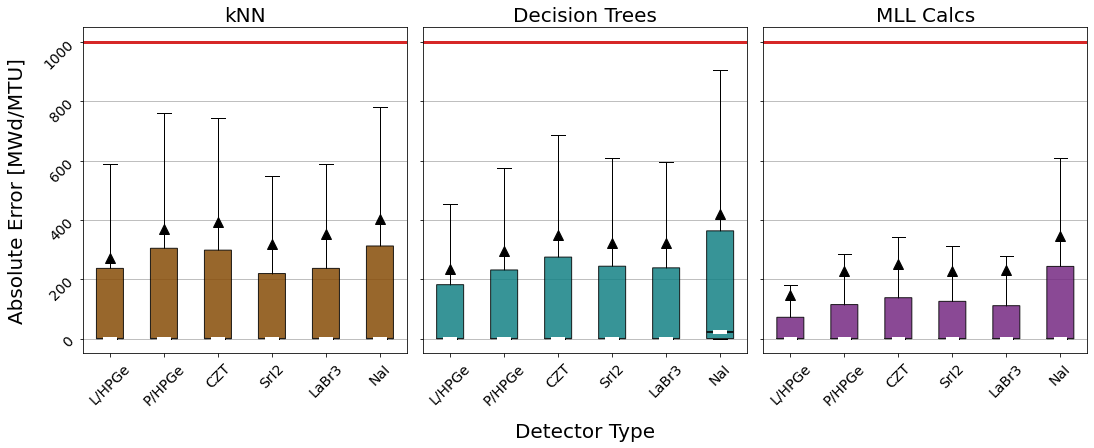 kNN
Decision Trees
MLL Calcs
Absolute Error [MWd/MTU]
1000
800
600
400
200
0
L/HPGe
P/HPGe
CZT
SrI2
LaBr3
NaI
L/HPGe
P/HPGe
CZT
SrI2
LaBr3
NaI
L/HPGe
P/HPGe
CZT
SrI2
LaBr3
NaI
Detector Type